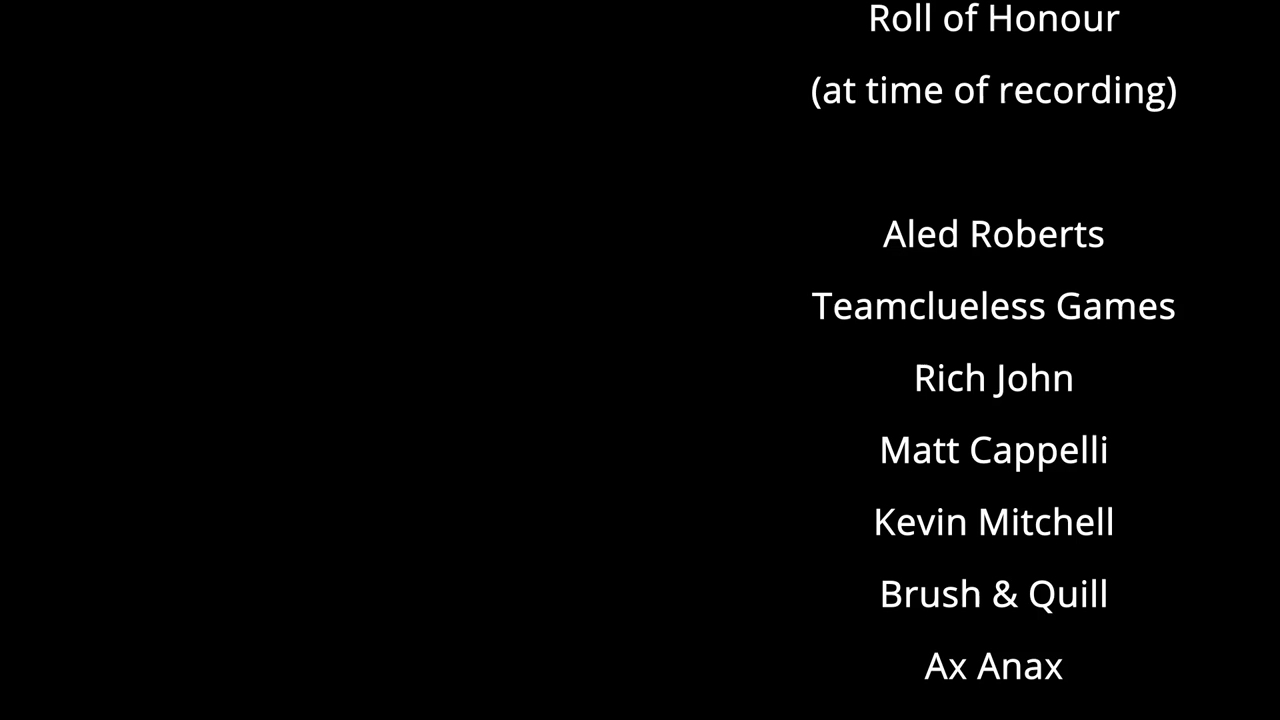 Roll of Honour
(at time of recording)
Aled Roberts
Teamclueless Games
Rich John
Matt Cappelli
Kevin Mitchell
Brush & Quill
Ax Anax